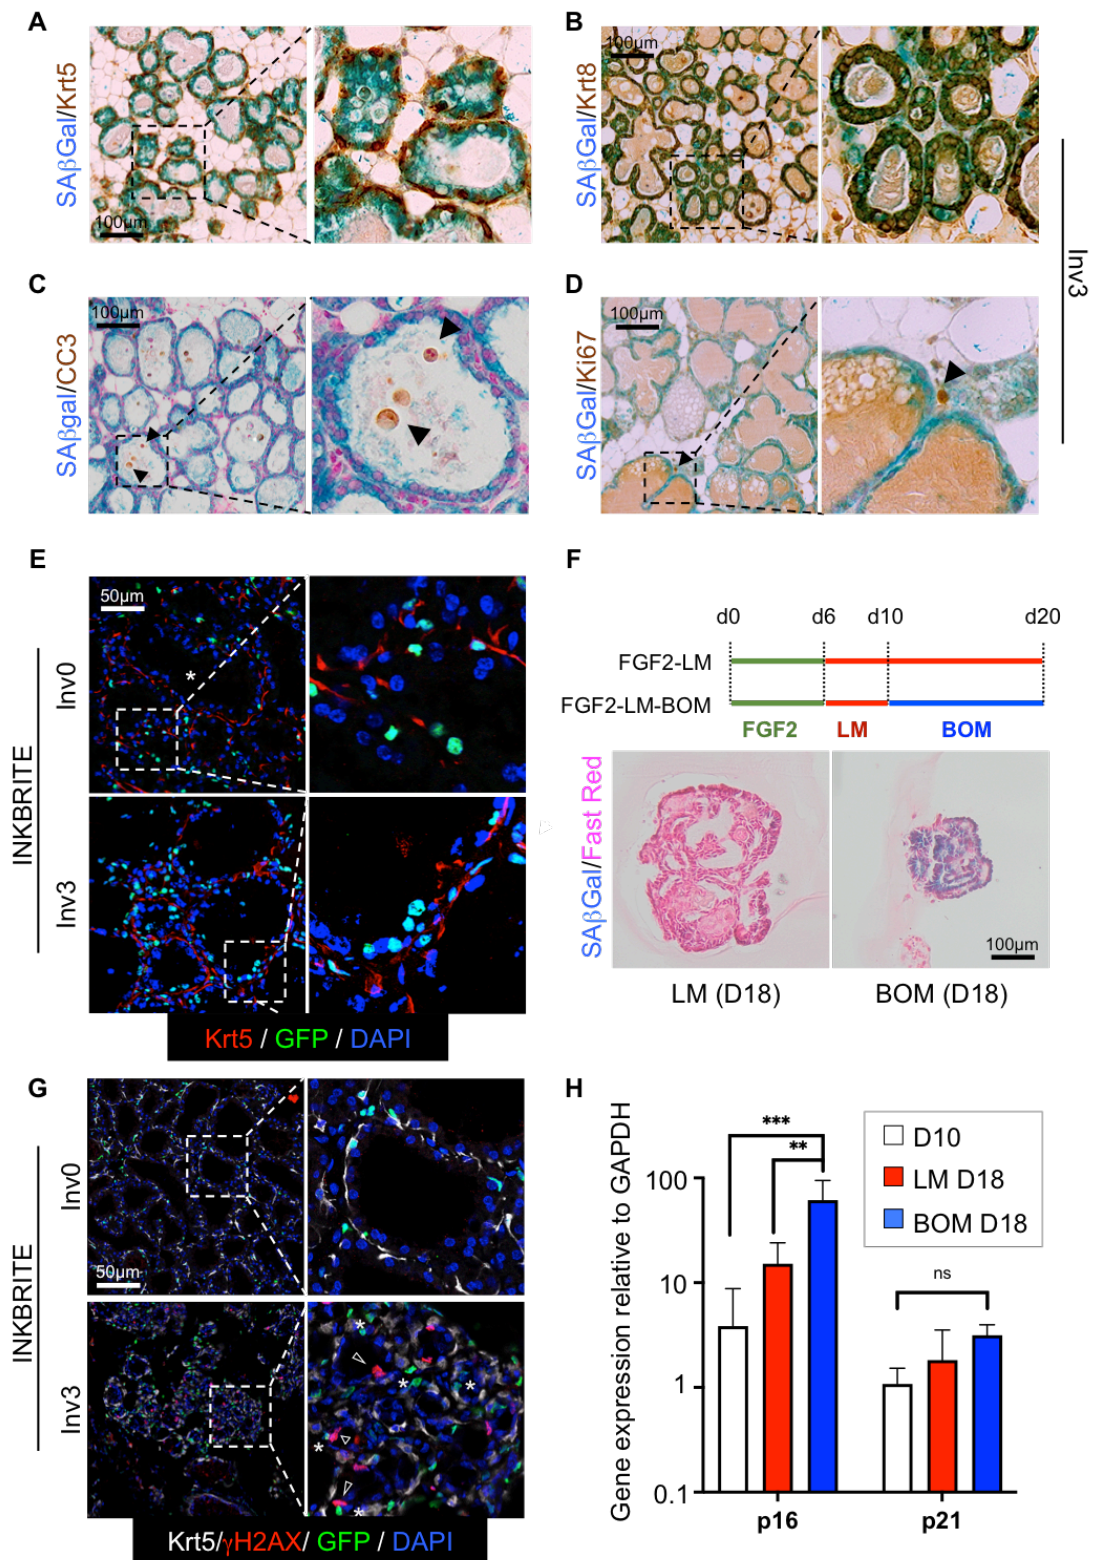 A
SAβGal/Krt5
100µm
B
SAβGal/Krt8
100µm
Inv3
C
SAβgal/CC3
100µm
D
SAβGal/Ki67
100µm
E
INKBRITE
Inv0
50µm
*
Inv3
Krt5 / GFP / DAPI
F
d0 d6 d10 d20
FGF2-LM
FGF2-LM-BOM
FGF2 LM BOM
SAβGal/Fast Red
100µm
LM (D18) BOM (D18)
G
INKBRITE
Inv0
50µm
Inv3
*
* *
*
*
Krt5/γH2AX/ GFP / DAPI
H
Gene expression relative to GAPDH
D10
LM D18
BOM D18
***
**
ns
100
10
1
0.1
p16 p21